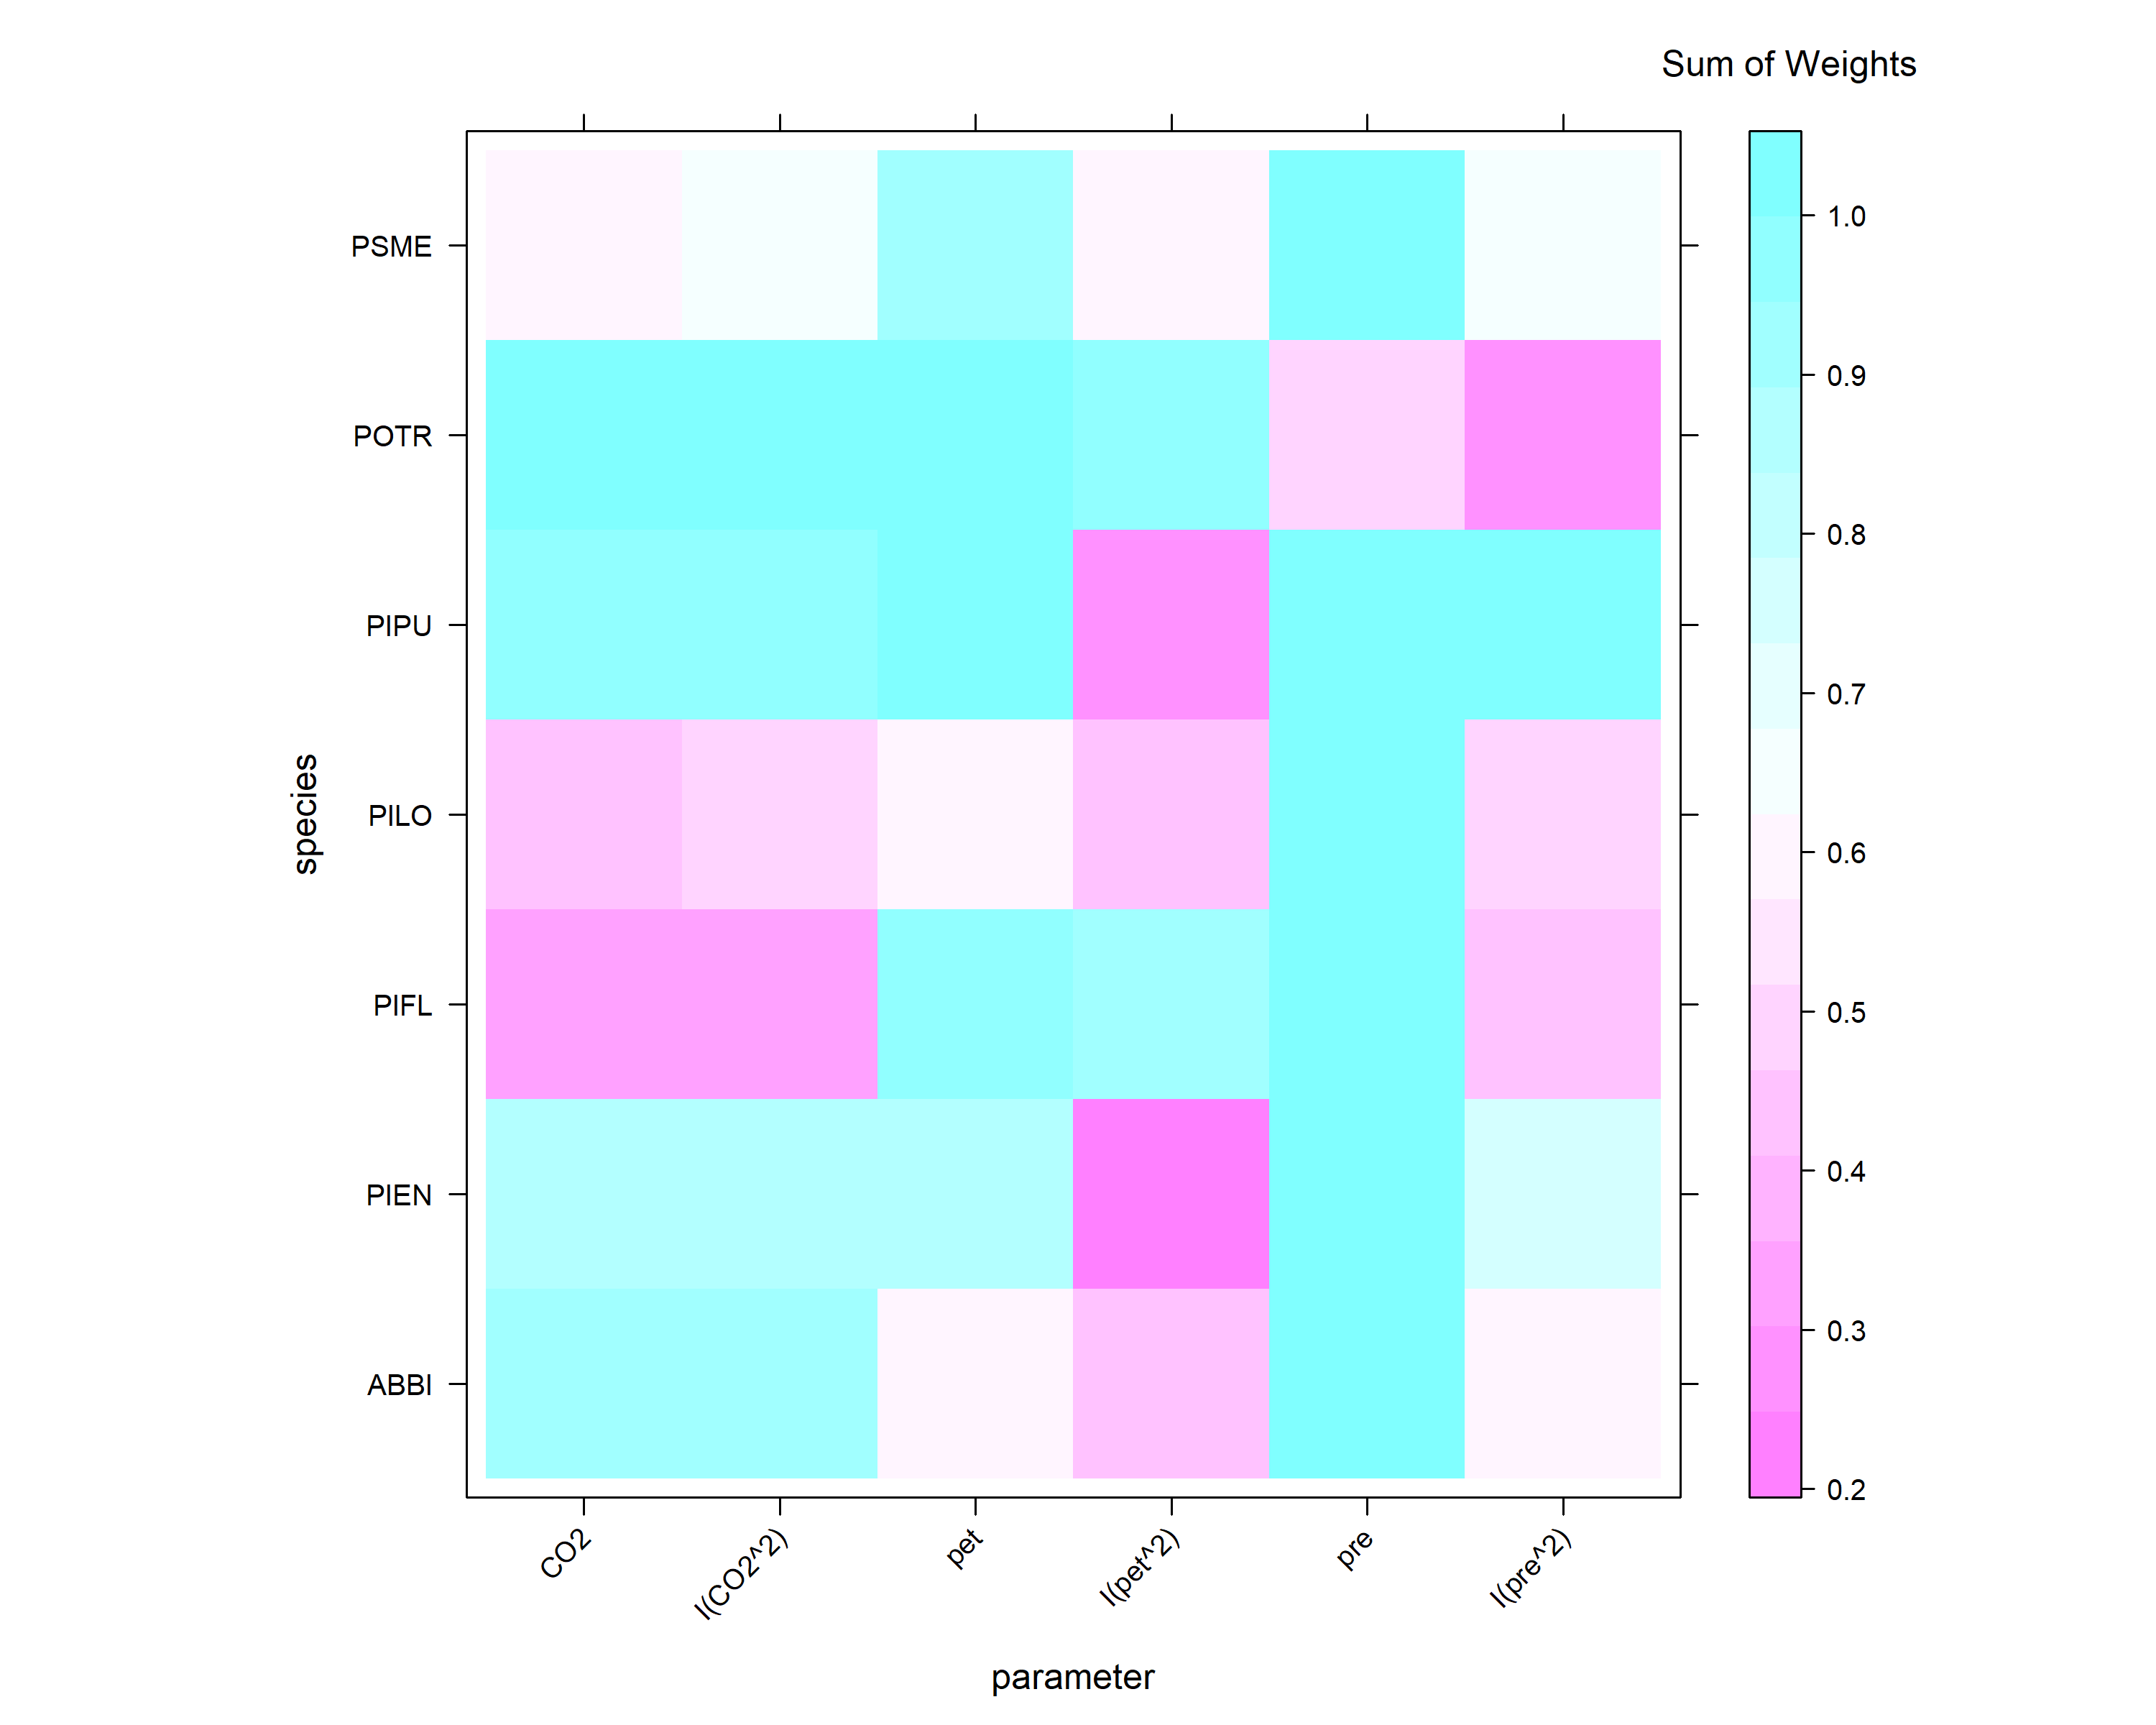 Sum of Weights
PSME
POTR
PIPU
PILO
PIFL
PIEN
ABBI
species
1.0
0.9
0.8
0.7
0.6
0.5
0.4
0.3
0.2
CO2
I(CO2^2)
pet
I(pet^2)
pre
I(pre^2)
parameter